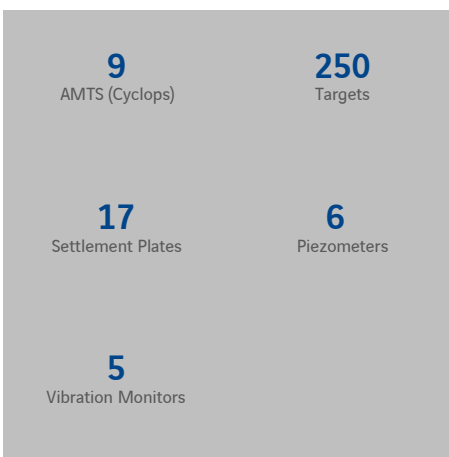 9
AMTS (Cyclops)
250
Targets
17
Settlement Plates
6
Piezometers
5
Vibration Monitors